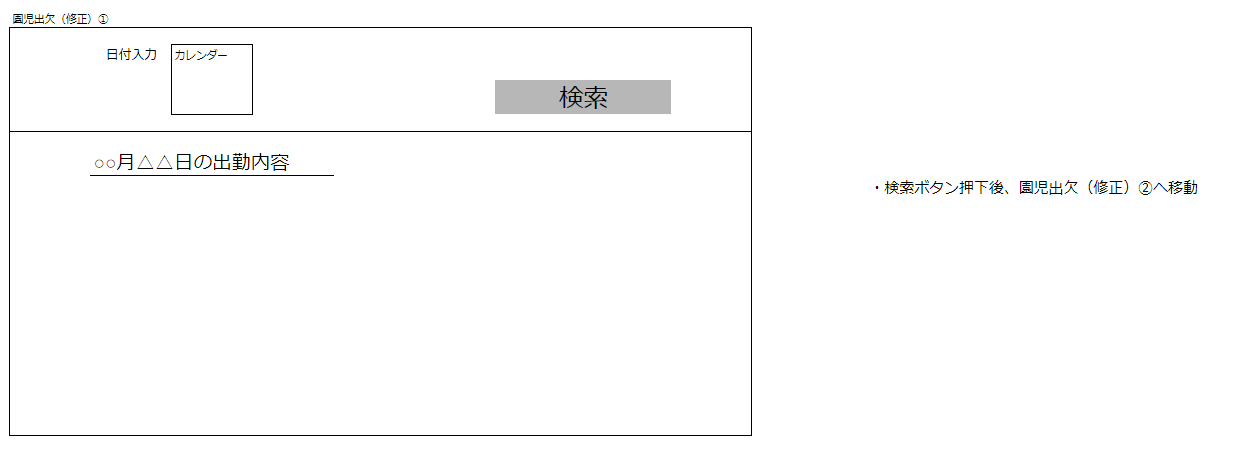 園児出欠（修正）①
日付入力
カレンダー
検索
○○月△△日の出勤内容
・検索ボタン押下後、園児出欠（修正）②へ移動